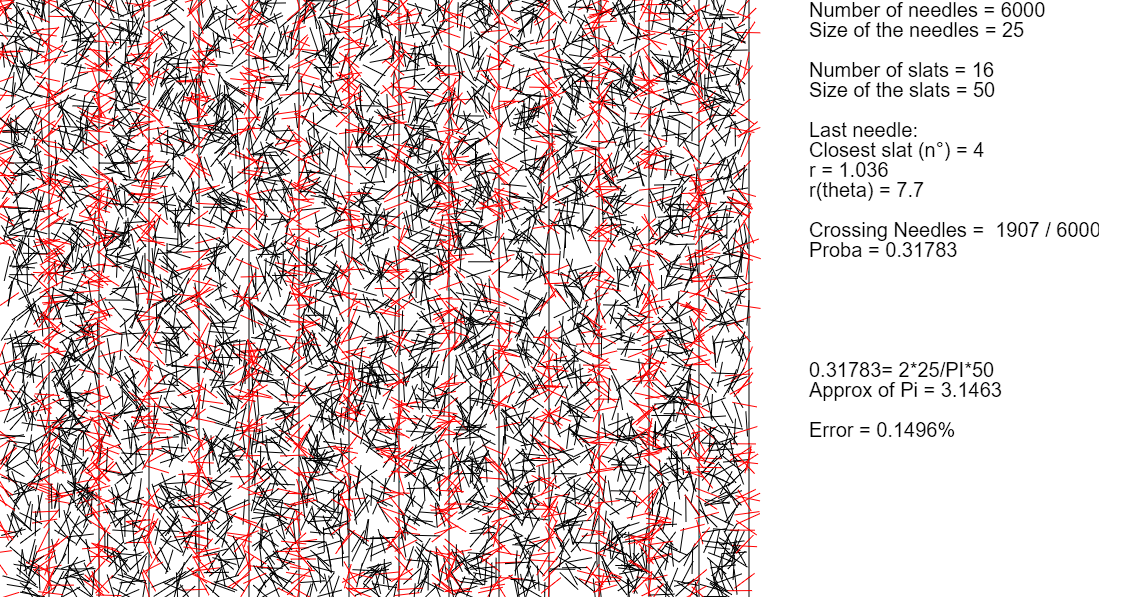 Number of needles = 6000
Size of the needles = 25
Number of slats = 16
Size of the slats = 50
Last needle:
Closest slat (n°) = 4
r = 1.036
r(theta) = 7.7
Crossing Needles =  1907 / 6000
Proba = 0.31783
0.31783= 2*25/PI*50
Approx of Pi = 3.1463
Error = 0.1496%